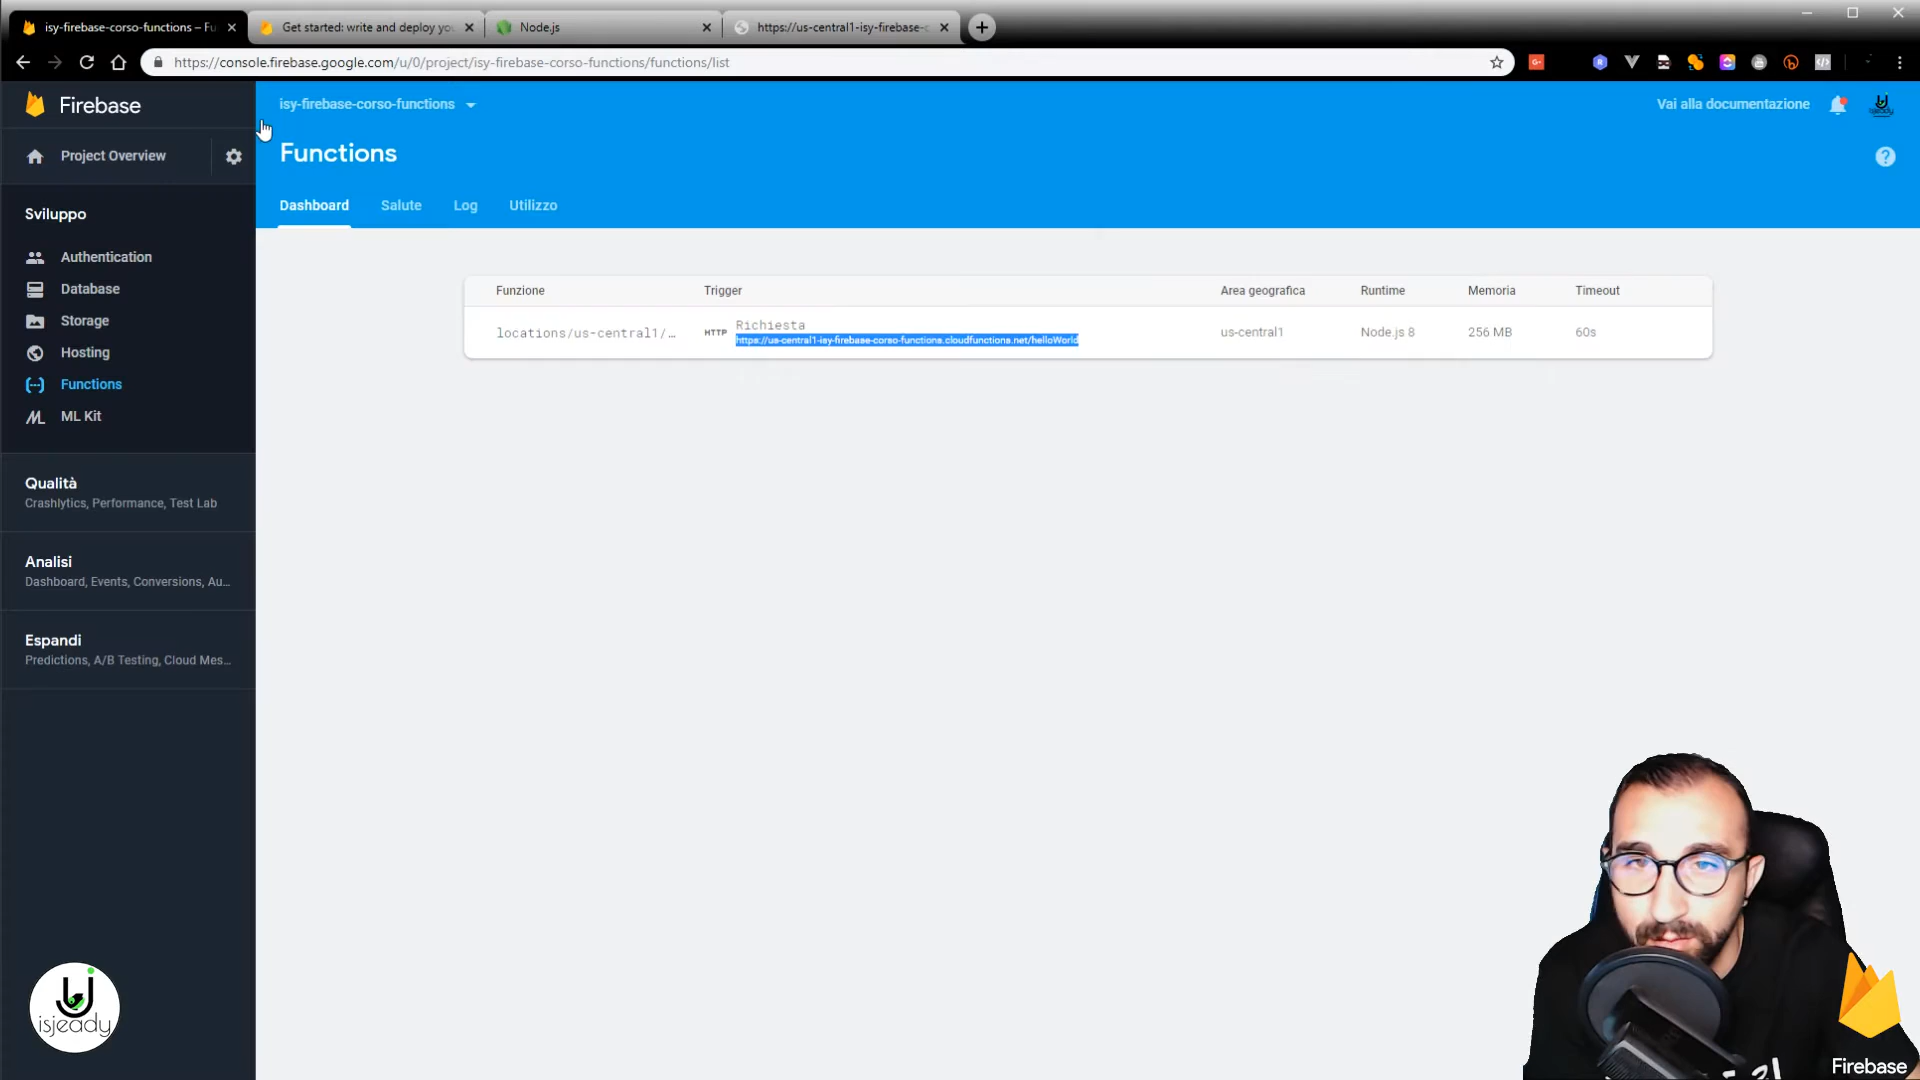 isy-firebase-corso-functions – Fu
Get started: write and deploy yo
Node.js
https://us-central1-isy-firebase-c
https://console.firebase.google.com/u/0/project/isy-firebase-corso-functions/functions/list
Firebase
isy-firebase-corso-functions
Vai alla documentazione
Project Overview
Functions
Dashboard
Salute
Log
Utilizzo
Sviluppo
Authentication
Database
Storage
Hosting
Functions
ML Kit
Qualità
Crashlytics, Performance, Test Lab
Analisi
Dashboard, Events, Conversions, Au…
Espandi
Predictions, A/B Testing, Cloud Mes…
Funzione
Trigger
Area geografica
Runtime
Memoria
Timeout
locations/us-central1/…
HTTP
Richiesta
https://us-central1-isy-firebase-corso-functions.cloudfunctions.net/helloWorld
us-central1
Node.js 8
256 MB
60s
isjeady
Firebase